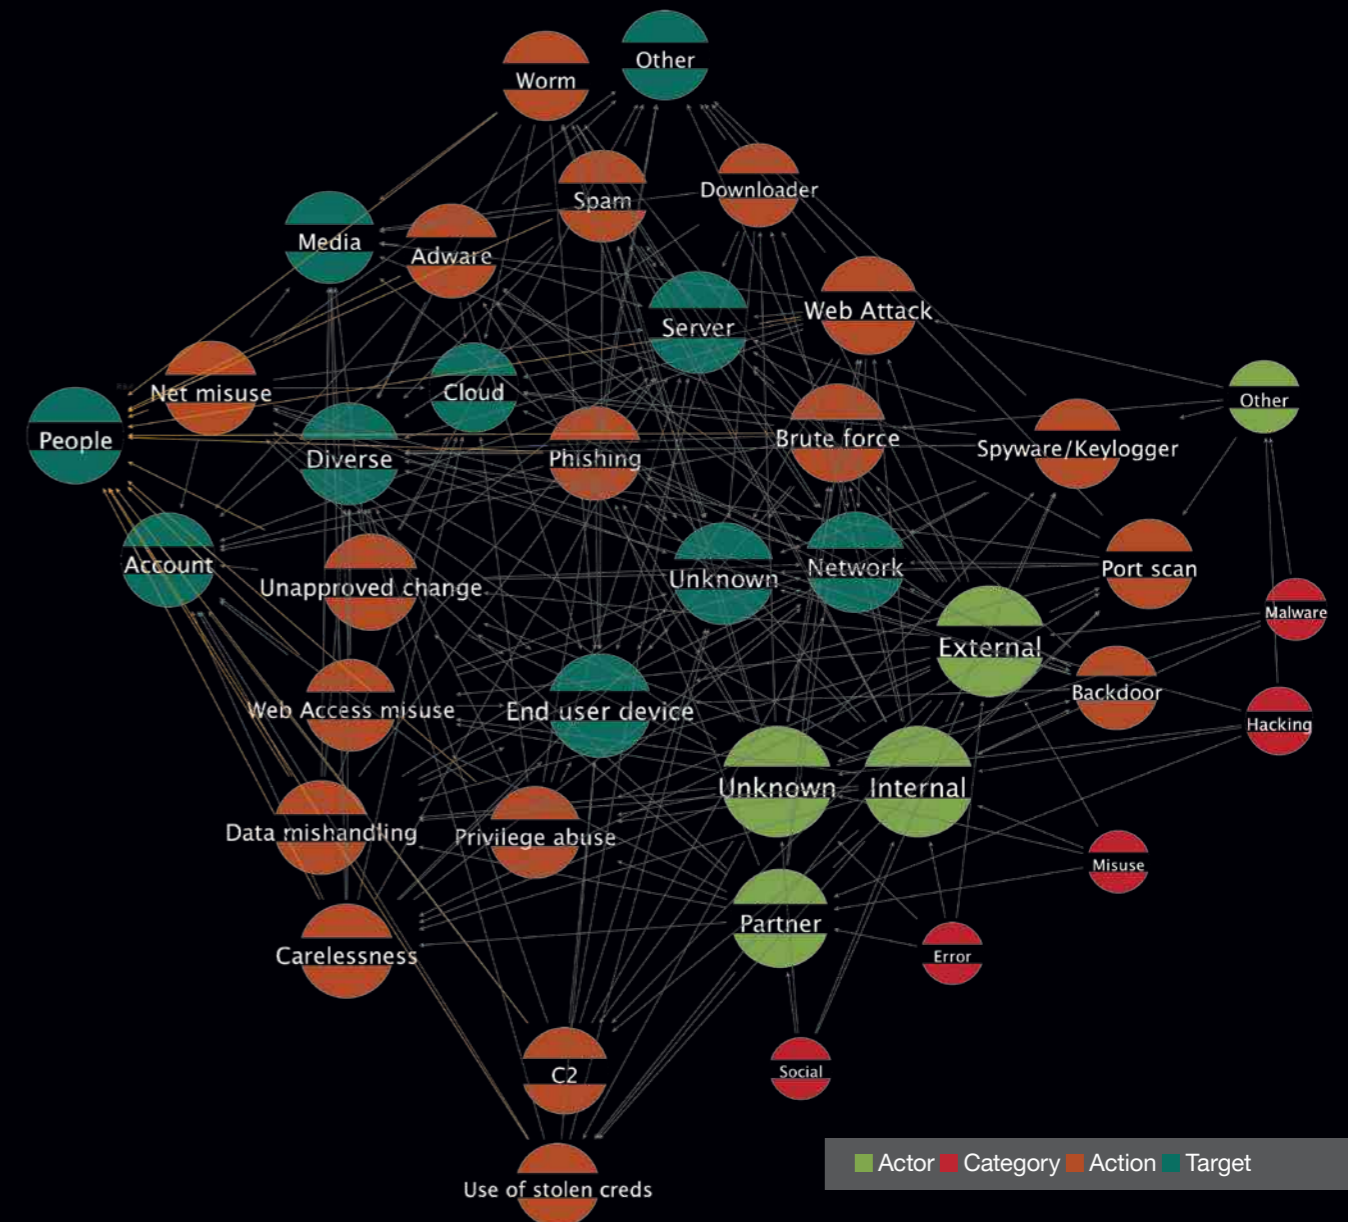 Other
Worm
Downloader
Spam
Media
Adware
Web Attack
Server
Net misuse
Cloud
Other
People
Diverse
Phishing
Brute force
Spyware/Keylogger
Account
Unapproved change
Unknown
Network
Port scan
Malware
External
Backdoor
Web Access misuse
End user device
Hacking
Unknown
Internal
Data mishandling
Privilege abuse
Misuse
Partner
Carelessness
Error
C2
Social
Use of stolen creds
Actor Category Action Target